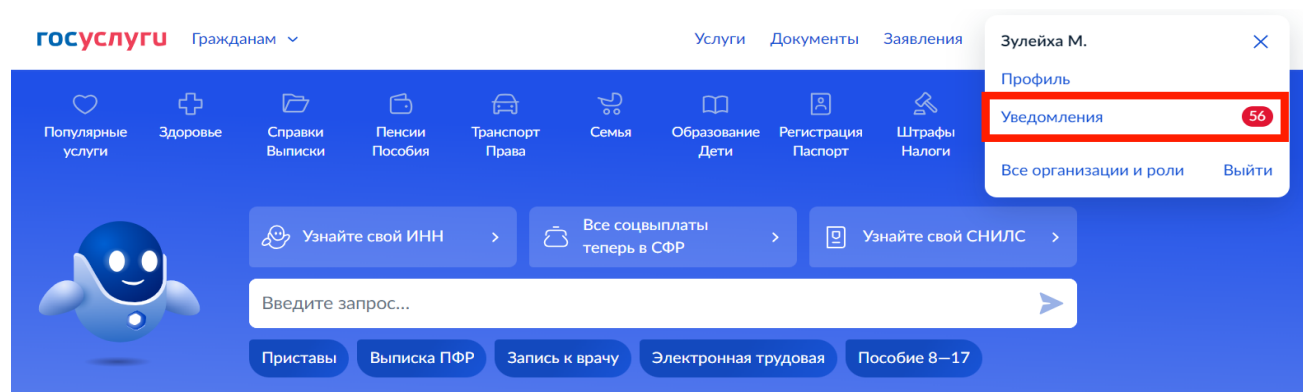 госуслуги Гражданам Услуги Документы Заявления
Зулейха М.
Профиль
Уведомления 56
Все организации и роли Выйти
Популярные
услуги
Здоровье
Справки
Выписки
Пенсии
Пособия
Транспорт
Права
Семья
Образование
Дети
Регистрация
Паспорт
Штрафы
Налоги
Узнайте свой ИНН
Все соцвыплаты
теперь в СФР
Узнайте свой СНИЛС
Введите запрос...
Приставы Выписка ПФР Запись к врачу Электронная трудовая Пособие 8—17